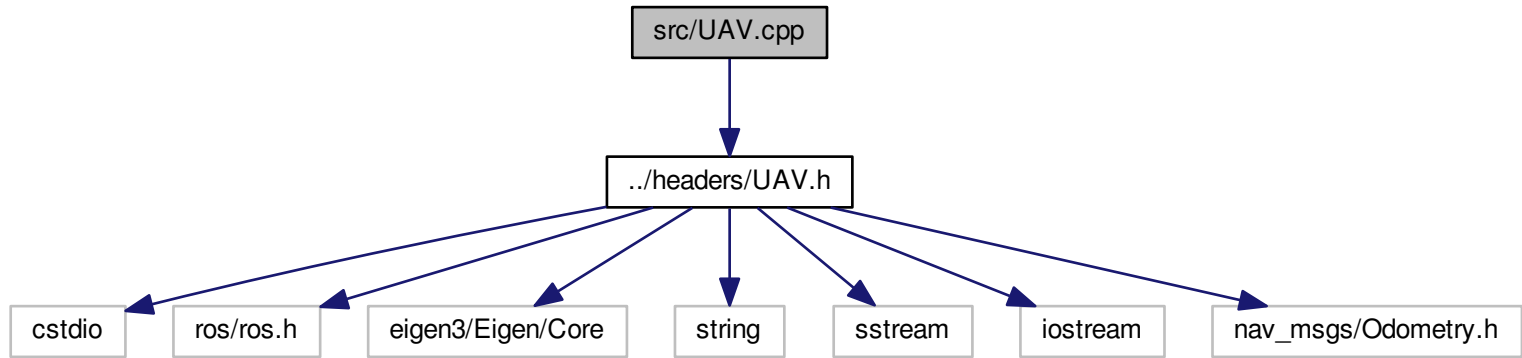 src/UAV.cpp
../headers/UAV.h
cstdio
ros/ros.h
eigen3/Eigen/Core
string
sstream
iostream
nav_msgs/Odometry.h